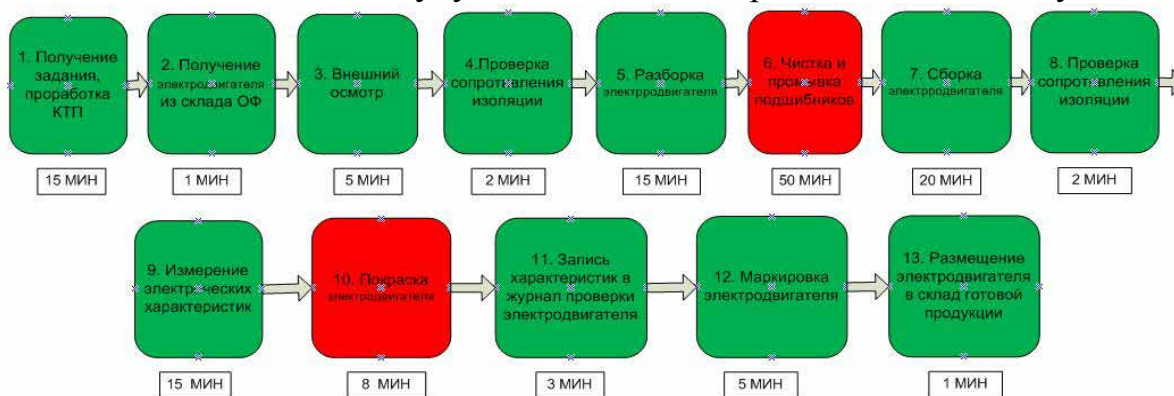 1. Получение
задания,
проработка
КТП
2. Получение
электродвигателя
из склада ОФ
3. Внешний
осмотр
4.Проверка
сопротивления
изоляции
5. Разборка
электрродвигателя
6. Чистка и
промывка
подшибников
7. Сборка
электрродвигателя
8. Проверка
сопротивления
изоляции
15 МИН
1 МИН
5 МИН
2 МИН
15 МИН
50 МИН
20 МИН
2 МИН
9. Измерение
электрических
характеристик
10. Покраска
электродвигателя
11. Запись
характеристик в
журнал проверки
электродвигателя
12. Маркировка
электродвигателя
13. Размещение
электродвигателя
в склад готовой
продукции
15 МИН
8 МИН
3 МИН
5 МИН
1 МИН